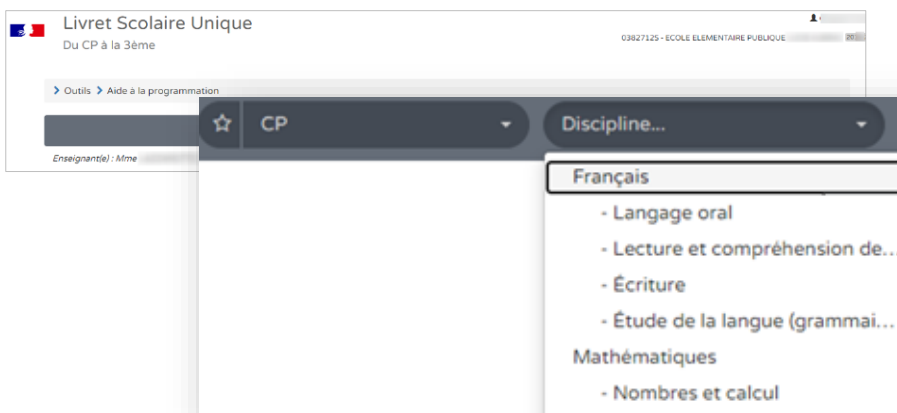 Livret Scolaire Unique
Du CP à la 3ème
03827125 - ECOLE ELEMENTAIRE PUBLIQUE
Outils Aide à la programmation
Enseignant(e) : Mme
CP
Discipline...
Français
- Langage oral
- Lecture et compréhension de...
- Écriture
- Étude de la langue (grammai...
Mathématiques
- Nombres et calcul